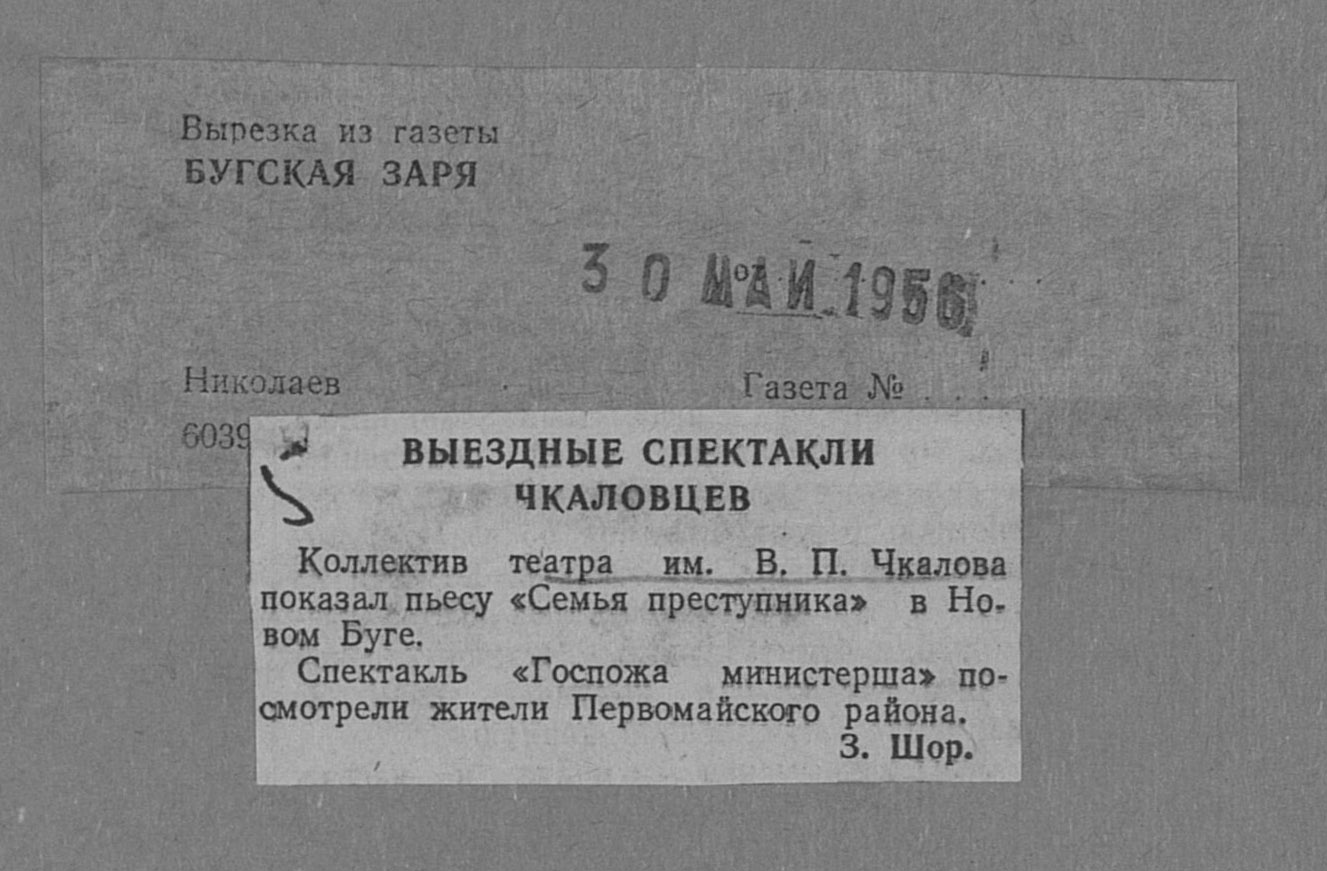 Вырезка из газеты
БУГСКАЯ ЗАРЯ
30 МАЙ 1956
Николаев
Газета № . . .
6039
ВЫЕЗДНЫЕ СПЕКТАКЛИ
ЧКАЛОВЦЕВ
Коллектив театра им. В. П. Чкалова
показал пьесу «Семья преступника» в Но-
вом Буге.
Спектакль «Госпожа министерша» по-
смотрели жители Первомайского района.
З. Шор.